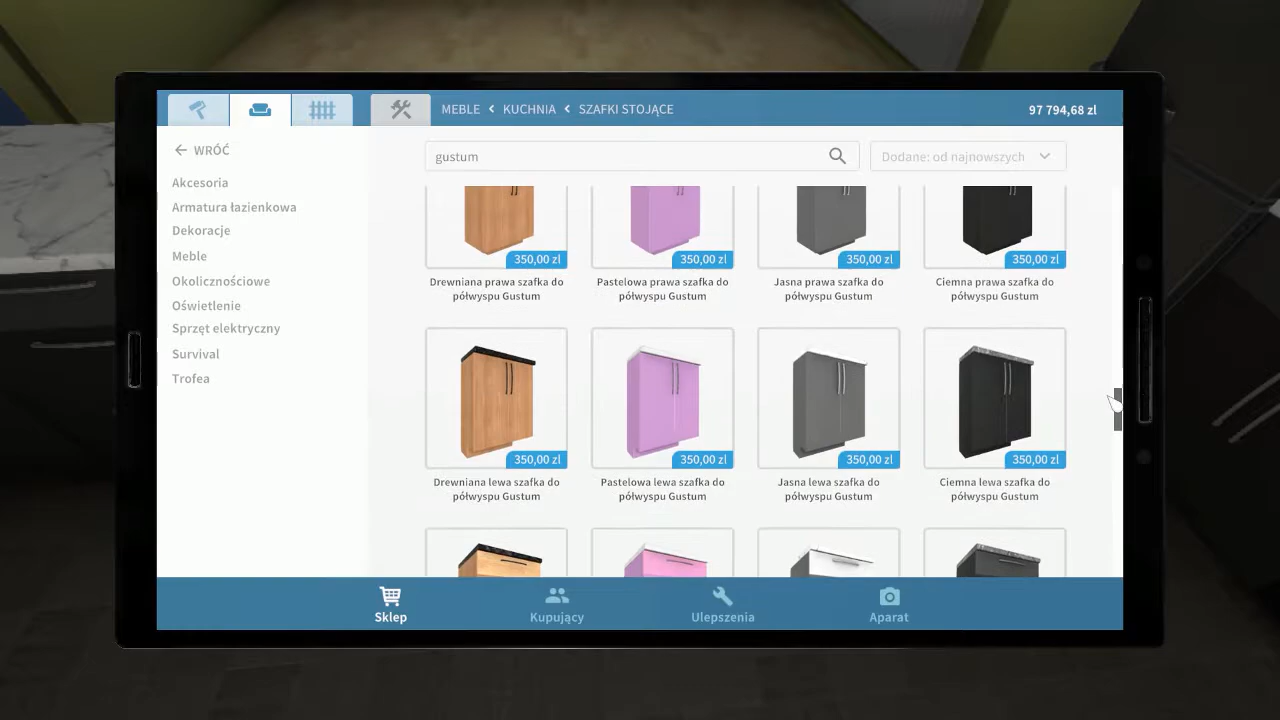 MEBLE < KUCHNIA < SZAFKI STOJĄCE
97 794,68 zl
WRÓĆ
Akcesoria
Armatura łazienkowa
Dekoracje
Meble
Okolicznościowe
Oświetlenie
Sprzęt elektryczny
Survival
Trofea
gustum
Dodane: od najnowszych
350,00 zl
350,00 zl
350,00 zl
350,00 zl
Drewniana prawa szafka do
półwyspu Gustum
Pastelowa prawa szafka do
półwyspu Gustum
Jasna prawa szafka do
półwyspu Gustum
Ciemna prawa szafka do
półwyspu Gustum
350,00 zl
350,00 zl
350,00 zl
350,00 zl
Drewniana lewa szafka do
półwyspu Gustum
Pastelowa lewa szafka do
półwyspu Gustum
Jasna lewa szafka do
półwyspu Gustum
Ciemna lewa szafka do
półwyspu Gustum
Sklep
Kupujący
Ulepszenia
Aparat